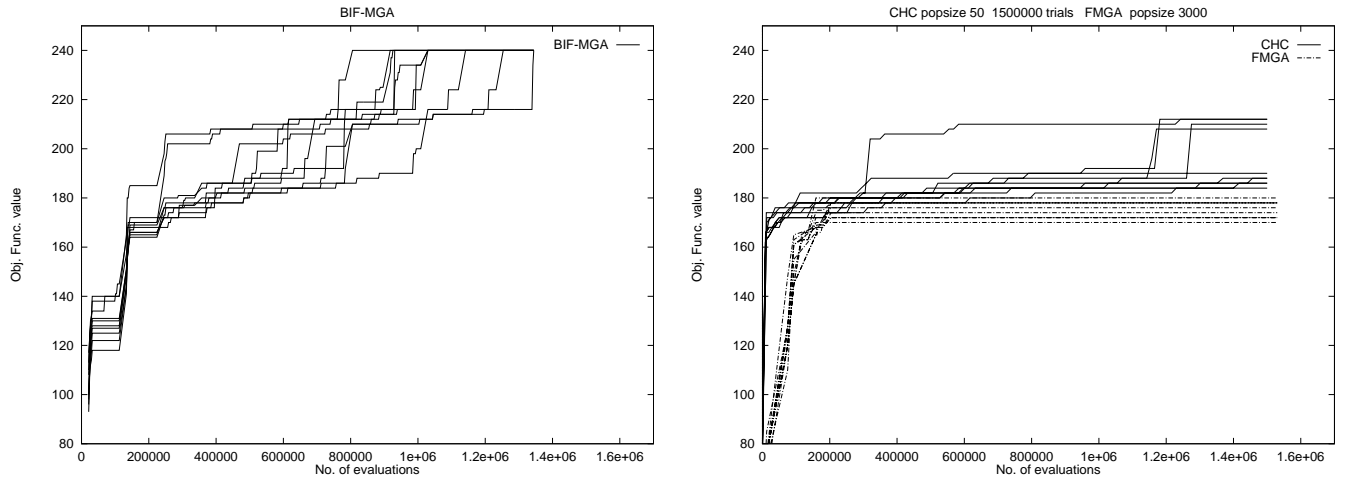 BIF-MGA
BIF-MGA
Obj. Func. value
240
220
200
180
160
140
120
100
80
0 200000 400000 600000 800000 1e+06 1.2e+06 1.4e+06 1.6e+06
No. of evaluations
CHC popsize 50 1500000 trials FMGA popsize 3000
CHC
FMGA
Obj. Func. value
240
220
200
180
160
140
120
100
80
0 200000 400000 600000 800000 1e+06 1.2e+06 1.4e+06 1.6e+06
No. of evaluations